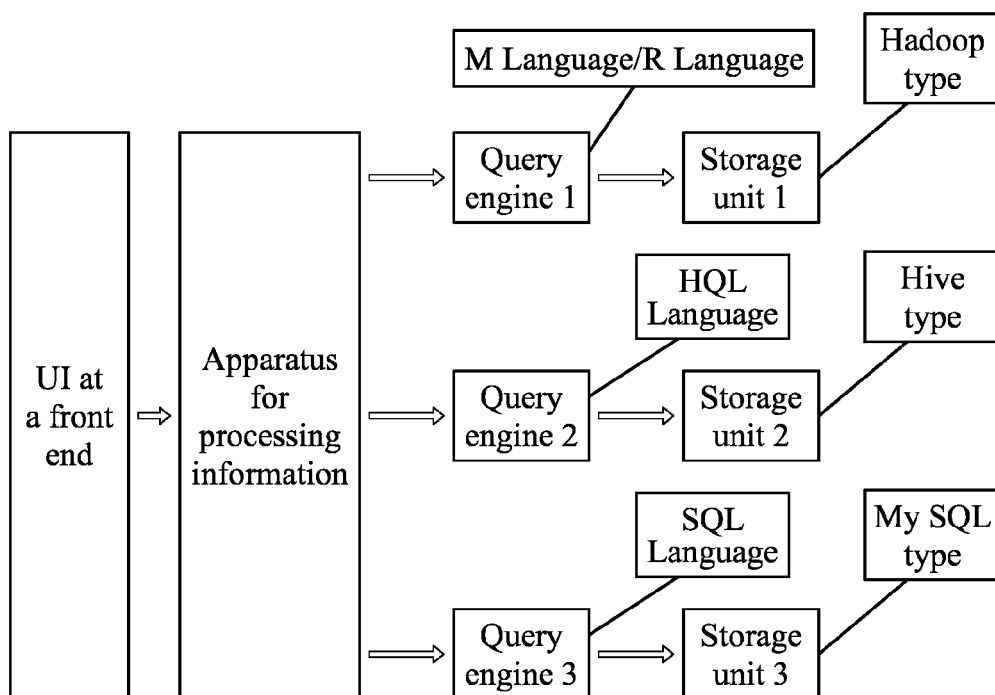 UI at
a front
end
Apparatus
for
processing
information
M Language/R Language
Hadoop
type
Query
engine 1
Storage
unit 1
HQL
Language
Hive
type
Query
engine 2
Storage
unit 2
SQL
Language
My SQL
type
Query
engine 3
Storage
unit 3